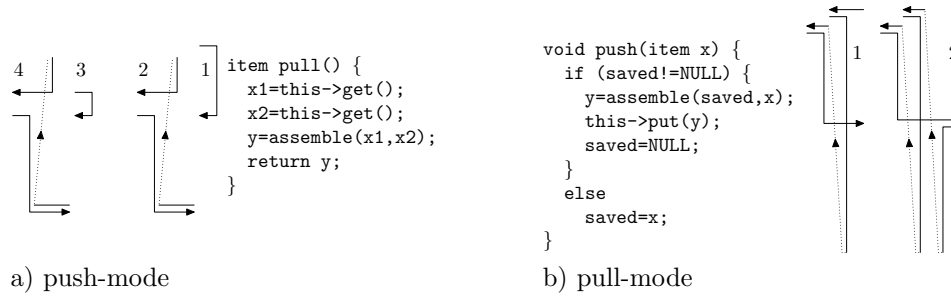 4 3 2 1
item pull() {
x1=this->get();
x2=this->get();
y=assemble(x1,x2);
return y;
}
a) push-mode
void push(item x) {
if (saved!=NULL) {
y=assemble(saved,x);
this->put(y);
saved=NULL;
}
else
saved=x;
}
1 2
b) pull-mode